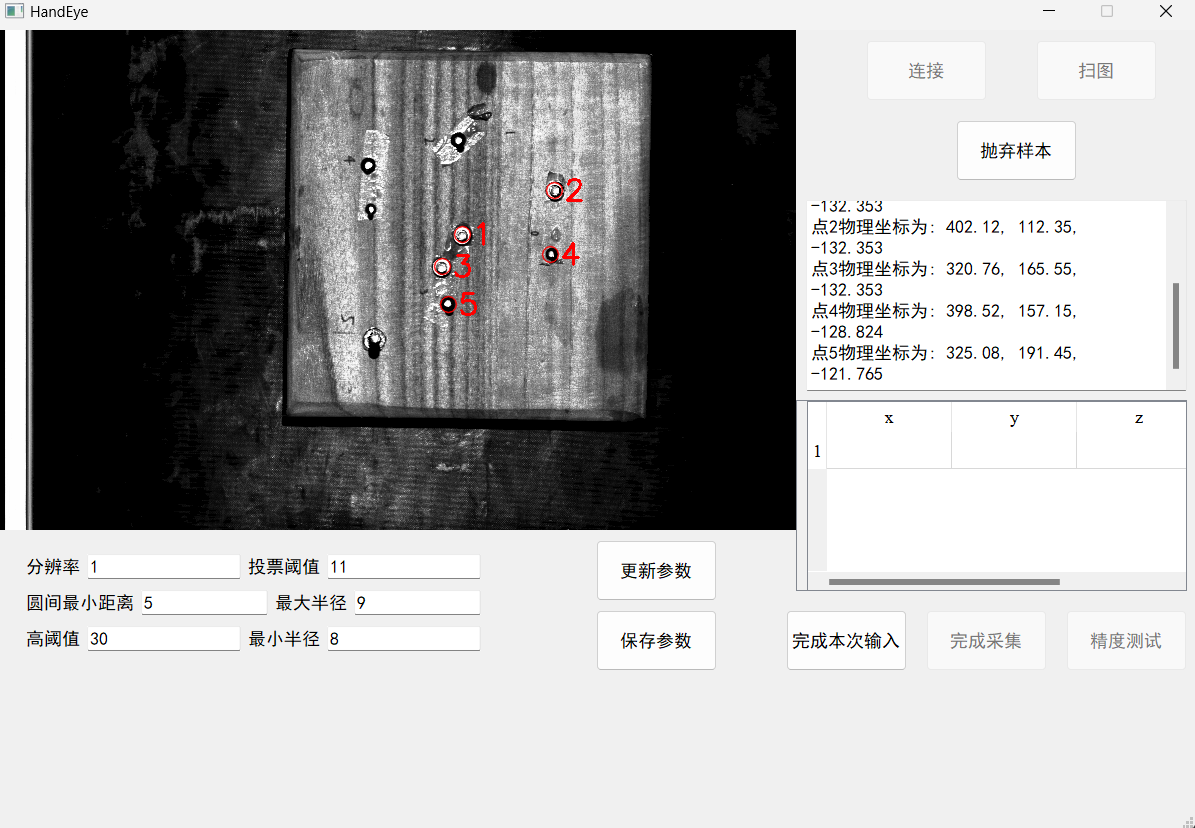 HandEye
连接
扫图
抛弃样本
2
1
4
3
5
-132.353
点2物理坐标为: 402.12, 112.35,
-132.353
点3物理坐标为: 320.76, 165.55,
-132.353
点4物理坐标为: 398.52, 157.15,
-128.824
点5物理坐标为: 325.08, 191.45,
-121.765
x y z
1
分辨率 1 投票阈值 11
圆间最小距离 5 最大半径 9
高阈值 30 最小半径 8
更新参数
保存参数
完成本次输入
完成采集
精度测试